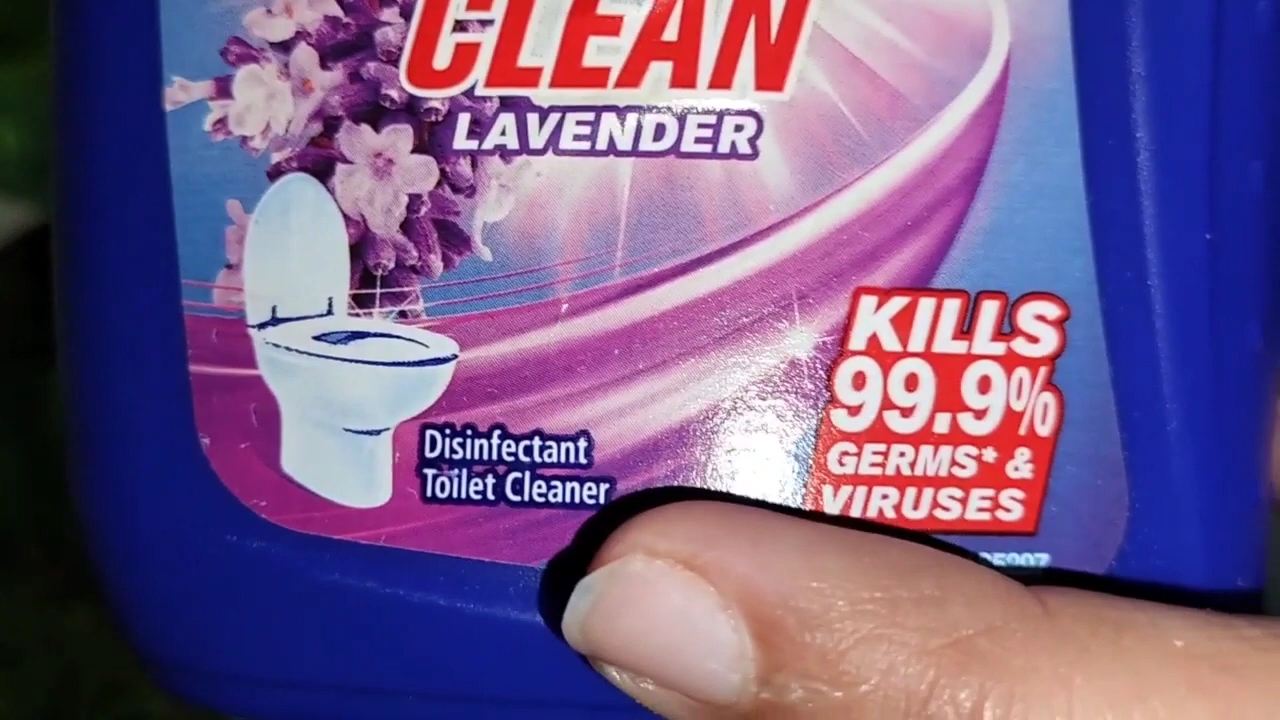 CLEAN
LAVENDER
Disinfectant
Toilet Cleaner
KILLS
99.9%
GERMS* &
VIRUSES